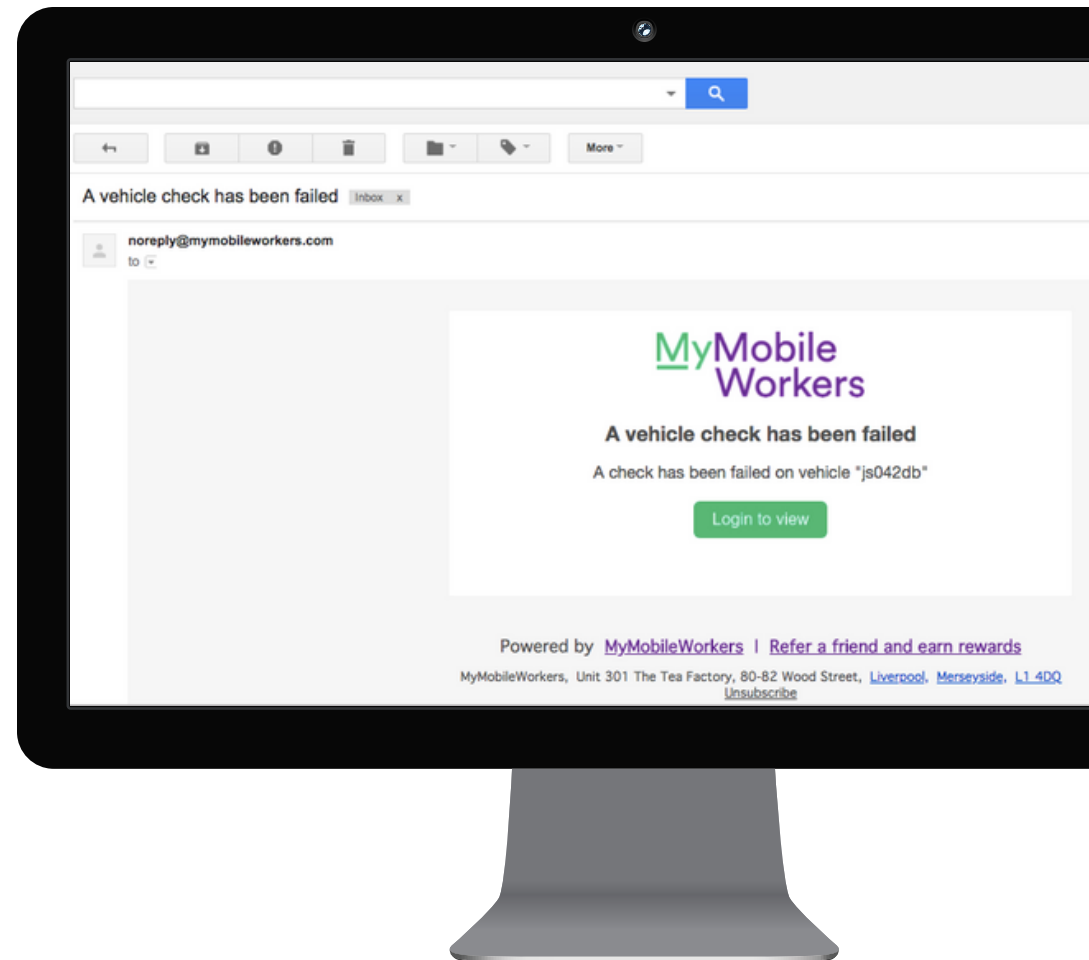 More
A vehicle check has been failed Inbox x
noreply@mymobileworkers.com
to
MyMobile
Workers
A vehicle check has been failed
A check has been failed on vehicle "js042db"
Login to view
Powered by MyMobileWorkers | Refer a friend and earn rewards
MyMobileWorkers, Unit 301 The Tea Factory, 80-82 Wood Street, Liverpool, Merseyside, L1 4DQ
Unsubscribe